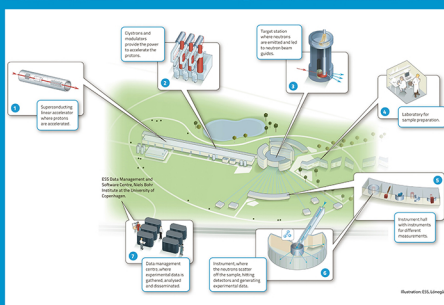 Clystrons and
modulators
provide the power
to accelerate the
protons.
2
Target station
where neutrons
are emitted and led
to neutron beam
guides.
3
1
Superconducting
linear accelerator
where protons
are accelerated.
4
Laboratory for
sample preparation.
ESS Data Management and
Software Centre, Niels Bohr
Institute at the University of
Copenhagen
5
Instrument hall
with instruments
for different
measurements.
7
Data management
centre, where
experimental data is
gathered, analysed
and disseminated.
Instrument, where
the neutrons scatter
off the sample, hitting
detectors and generating
experimental data.
6
Illustration: ESS,